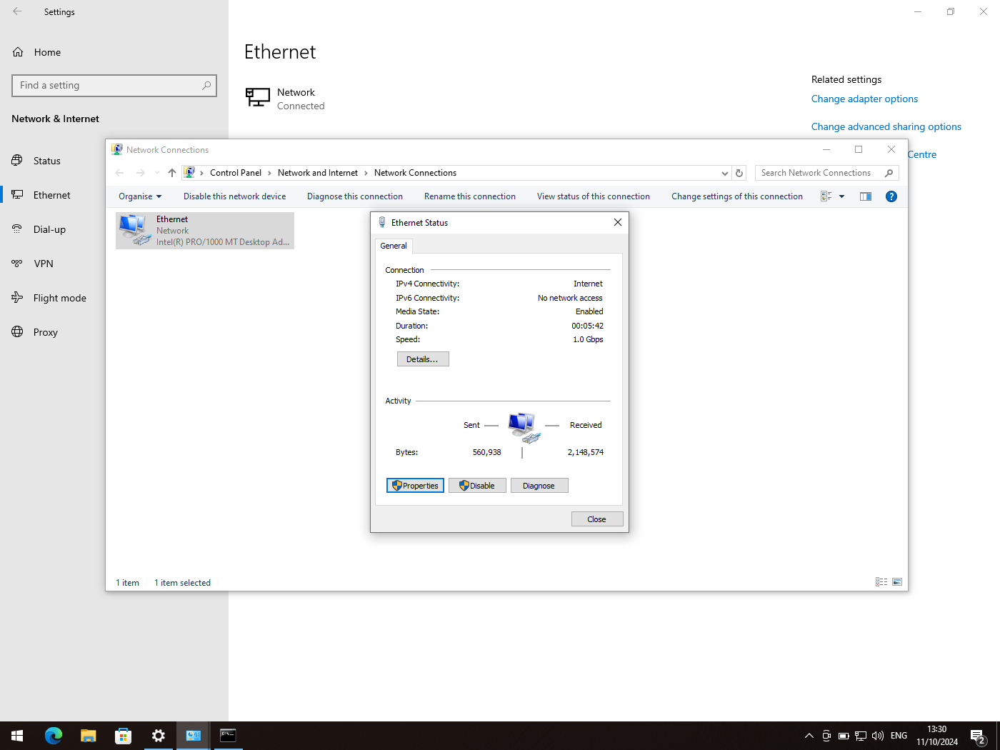 Settings
Home
Find a setting
Network & Internet
Status
Ethernet
Dial-up
VPN
Flight mode
Proxy
Ethernet
Network
Connected
Related settings
Change adapter options
Change advanced sharing options
Centre
Network Connections
Control Panel > Network and Internet > Network Connections
Search Network Connections
Organise
Disable this network device
Diagnose this connection
Rename this connection
View status of this connection
Change settings of this connection
Ethernet
Network
Intel(R) PRO/1000 MT Desktop Ad...
Ethernet Status
General
Connection
IPv4 Connectivity: Internet
IPv6 Connectivity: No network access
Media State: Enabled
Duration: 00:05:42
Speed: 1.0 Gbps
Details...
Activity
Sent Received
Bytes: 560,938 2,148,574
Properties Disable Diagnose
Close
1 item 1 item selected
ENG
13:30
11/10/2024
2